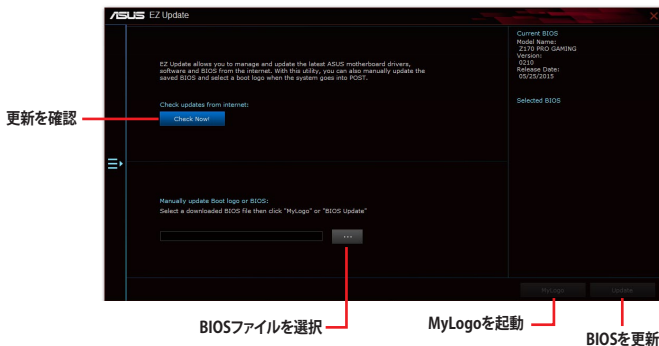 ASUS EZ Update
EZ Update allows you to manage and update the latest ASUS motherboard drivers,
software and BIOS from the internet. With this utility, you can also manually update the
saved BIOS and select a boot logo when the system goes into POST.
Check updates from internet:
Check Now!
更新を確認
Manually update Boot logo or BIOS:
Select a downloaded BIOS file then click "MyLogo" or "BIOS Update"
...
Current BIOS
Model Name:
Z170 PRO GAMING
Version:
0210
Release Date:
05/25/2015
Selected BIOS
MyLogo
Update
BIOSファイルを選択
MyLogoを起動
BIOSを更新